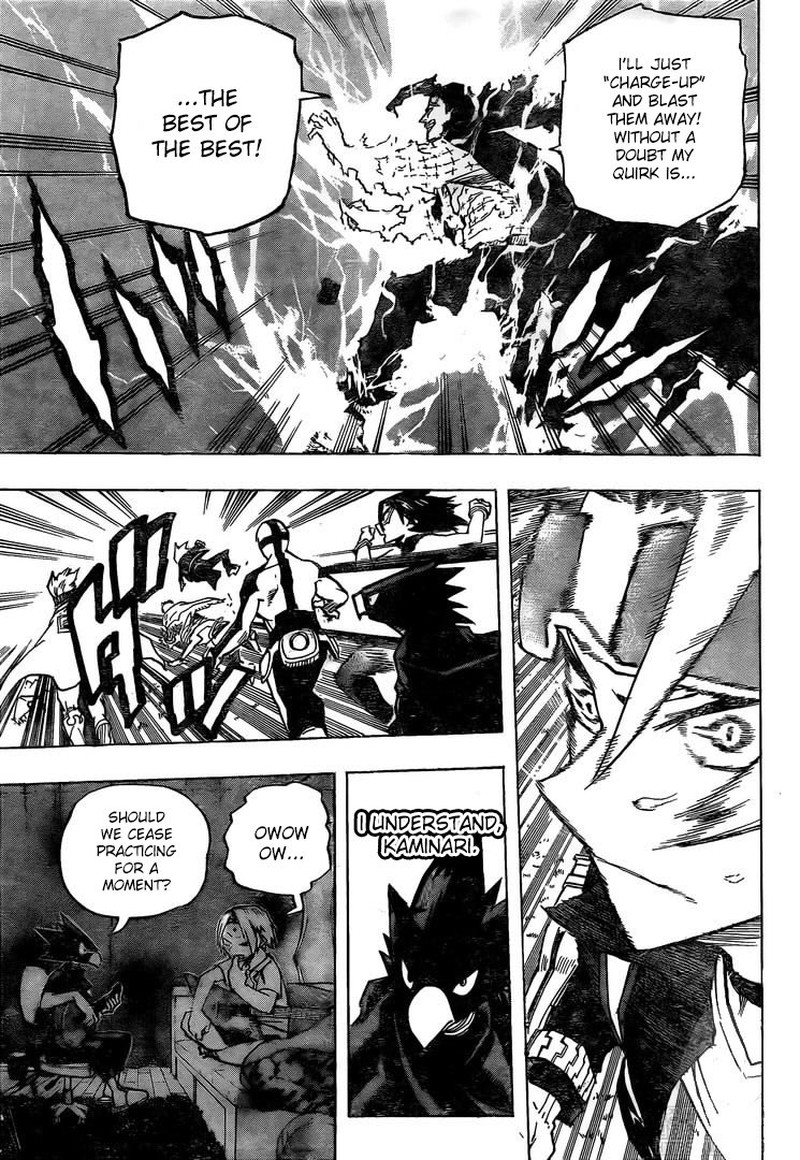 I'LL JUST
"CHARGE-UP"
AND BLAST
THEM AWAY!
WITHOUT A
DOUBT MY
QUIRK IS...
...THE
BEST OF
THE BEST!
I UNDERSTAND,
KAMINARI.
OWOW
OW...
SHOULD
WE CEASE
PRACTICING
FOR A
MOMENT?